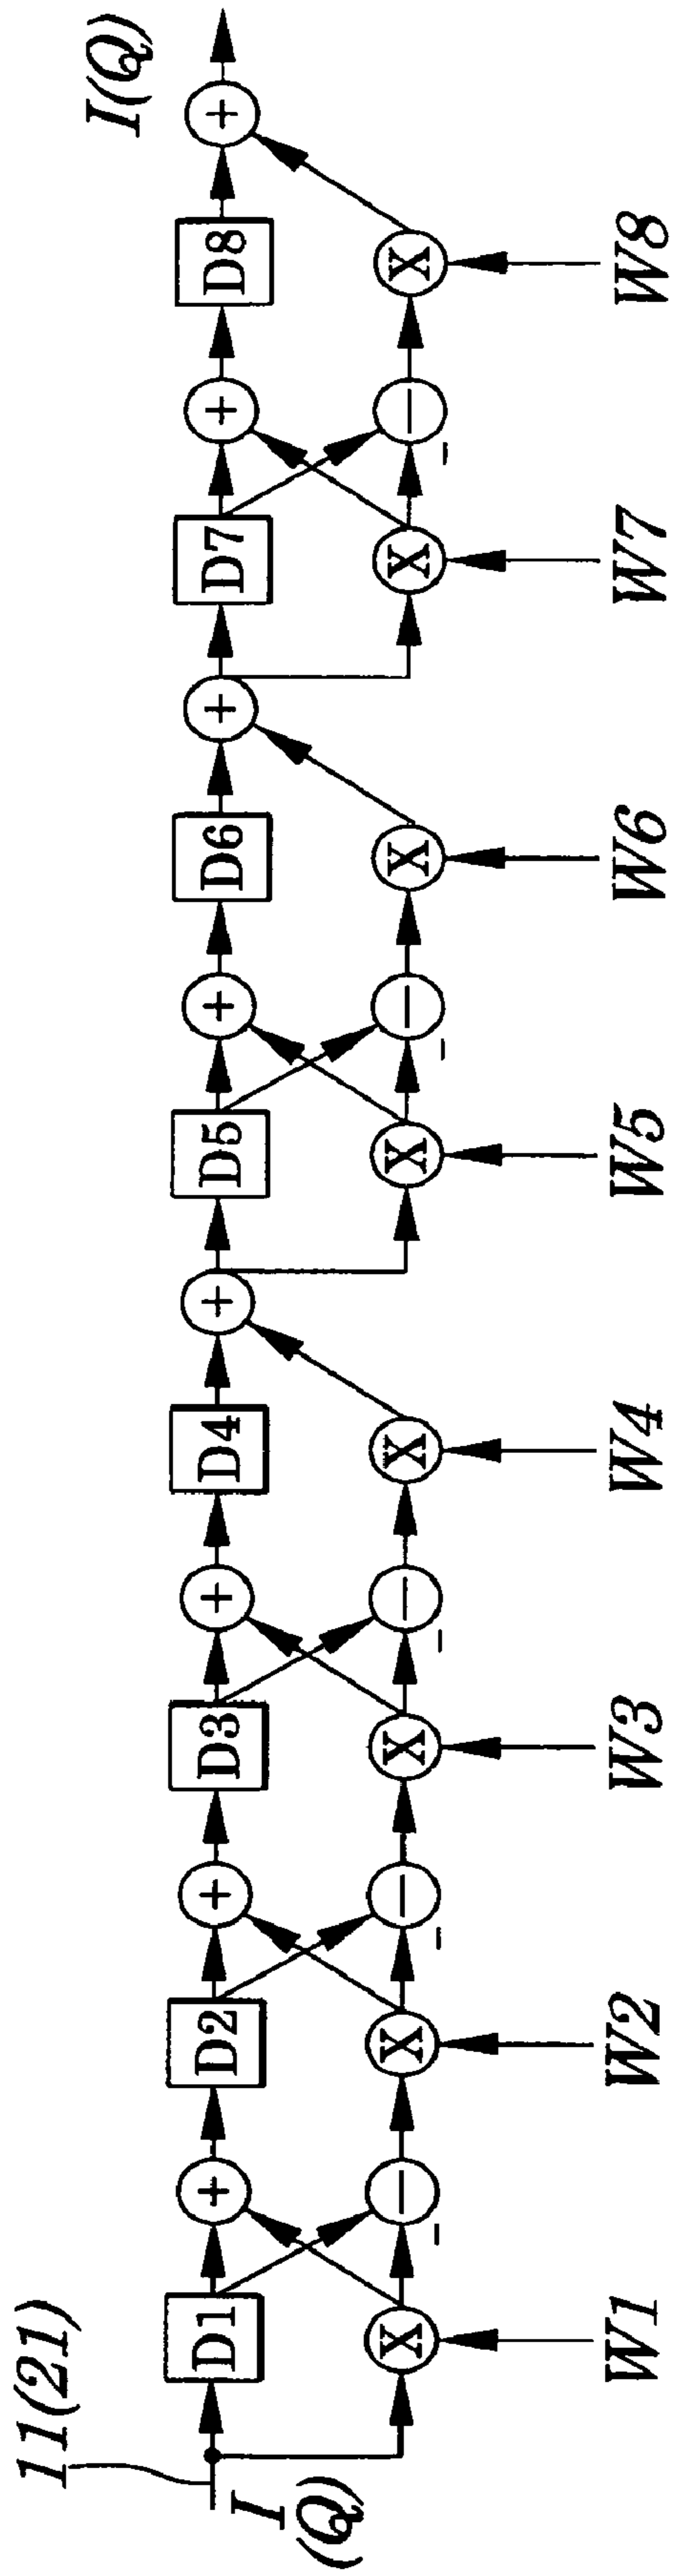 11(21)
I
(Q)
D1
D2
D3
D4
D5
D6
D7
D8
I(Q)
+
+
+
+
+
+
+
+
X
−
X
−
X
−
X
X
−
X
X
−
X
−
−
−
−
−
W1
W2
W3
W4
W5
W6
W7
W8